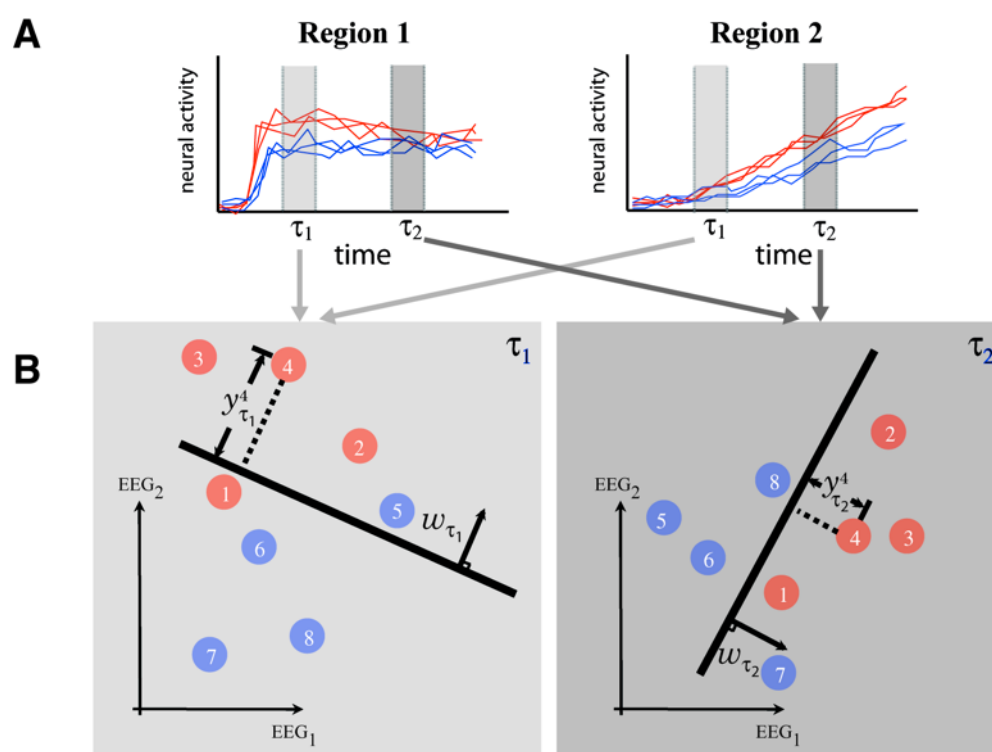 A
Region 1
Region 2
neural activity
neural activity
τ1
τ2
τ1
τ2
time
time
B
τ1
τ2
3
4
y⁴τ1
2
1
5
wτ1
6
8
7
EEG2
EEG1
2
8
y⁴τ2
5
4
3
6
1
wτ2
7
EEG2
EEG1